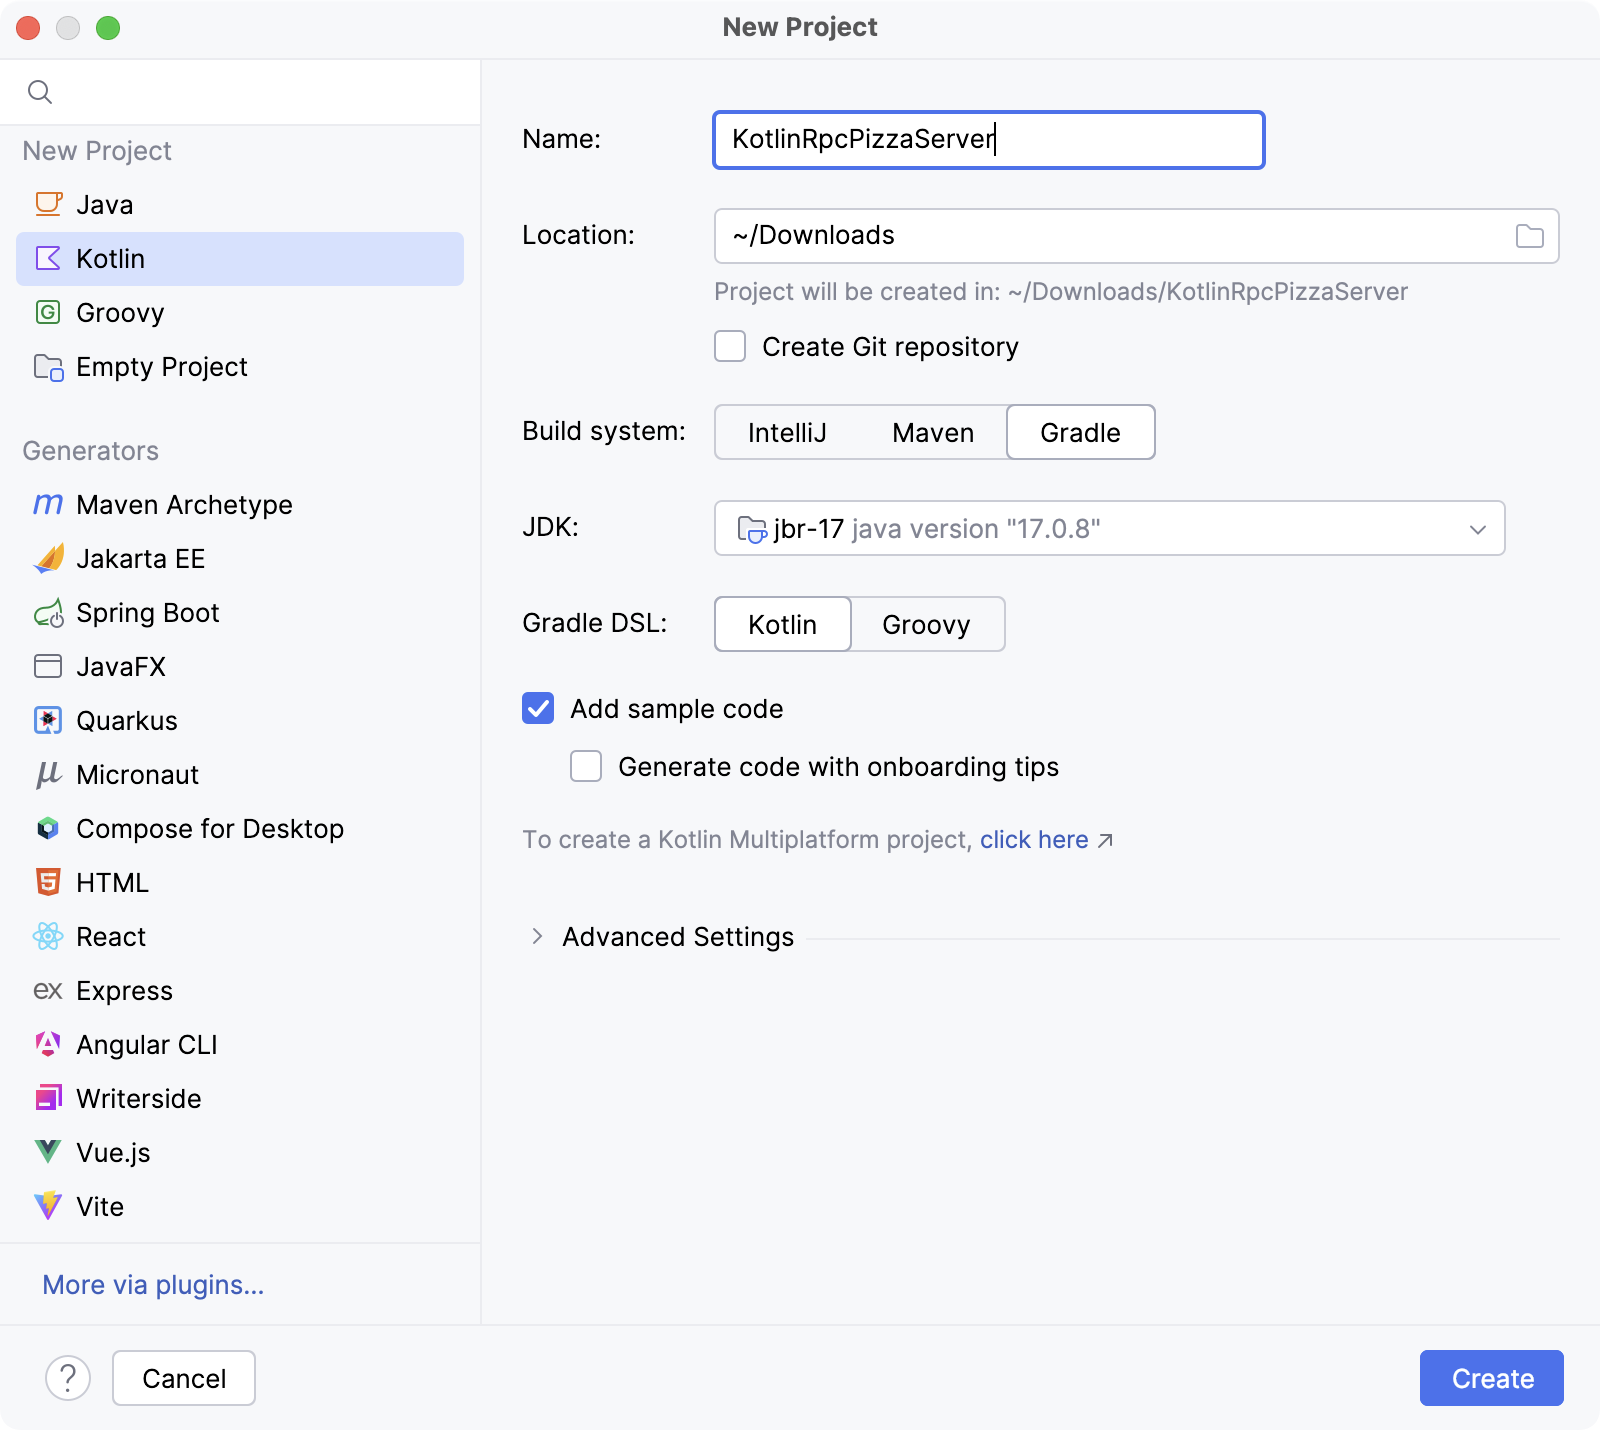 New Project
New Project
Java
Kotlin
Groovy
Empty Project
Generators
Maven Archetype
Jakarta EE
Spring Boot
JavaFX
Quarkus
Micronaut
Compose for Desktop
HTML
React
ex Express
Angular CLI
Writerside
Vue.js
Vite
More via plugins...
Name: KotlinRpcPizzaServer
Location: ~/Downloads
Project will be created in: ~/Downloads/KotlinRpcPizzaServer
Create Git repository
Build system: IntelliJ Maven Gradle
JDK: jbr-17 java version "17.0.8"
Gradle DSL: Kotlin Groovy
Add sample code
Generate code with onboarding tips
To create a Kotlin Multiplatform project, click here ↗
Advanced Settings
? Cancel Create